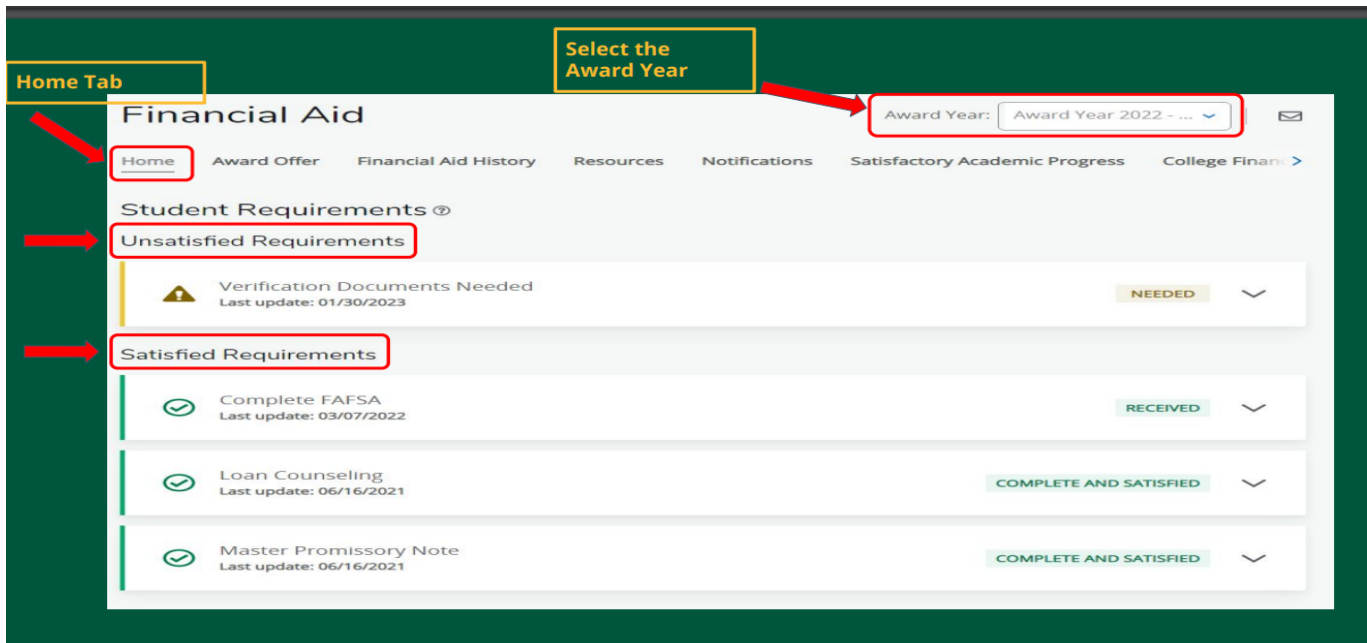 Select the
Award Year
Home Tab
Financial Aid
Award Year: Award Year 2022 - ...
Home Award Offer Financial Aid History Resources Notifications Satisfactory Academic Progress College Finan
Student Requirements
Unsatisfied Requirements
Verification Documents Needed
Last update: 01/30/2023
NEEDED
Satisfied Requirements
Complete FAFSA
Last update: 03/07/2022
RECEIVED
Loan Counseling
Last update: 06/16/2021
COMPLETE AND SATISFIED
Master Promissory Note
Last update: 06/16/2021
COMPLETE AND SATISFIED